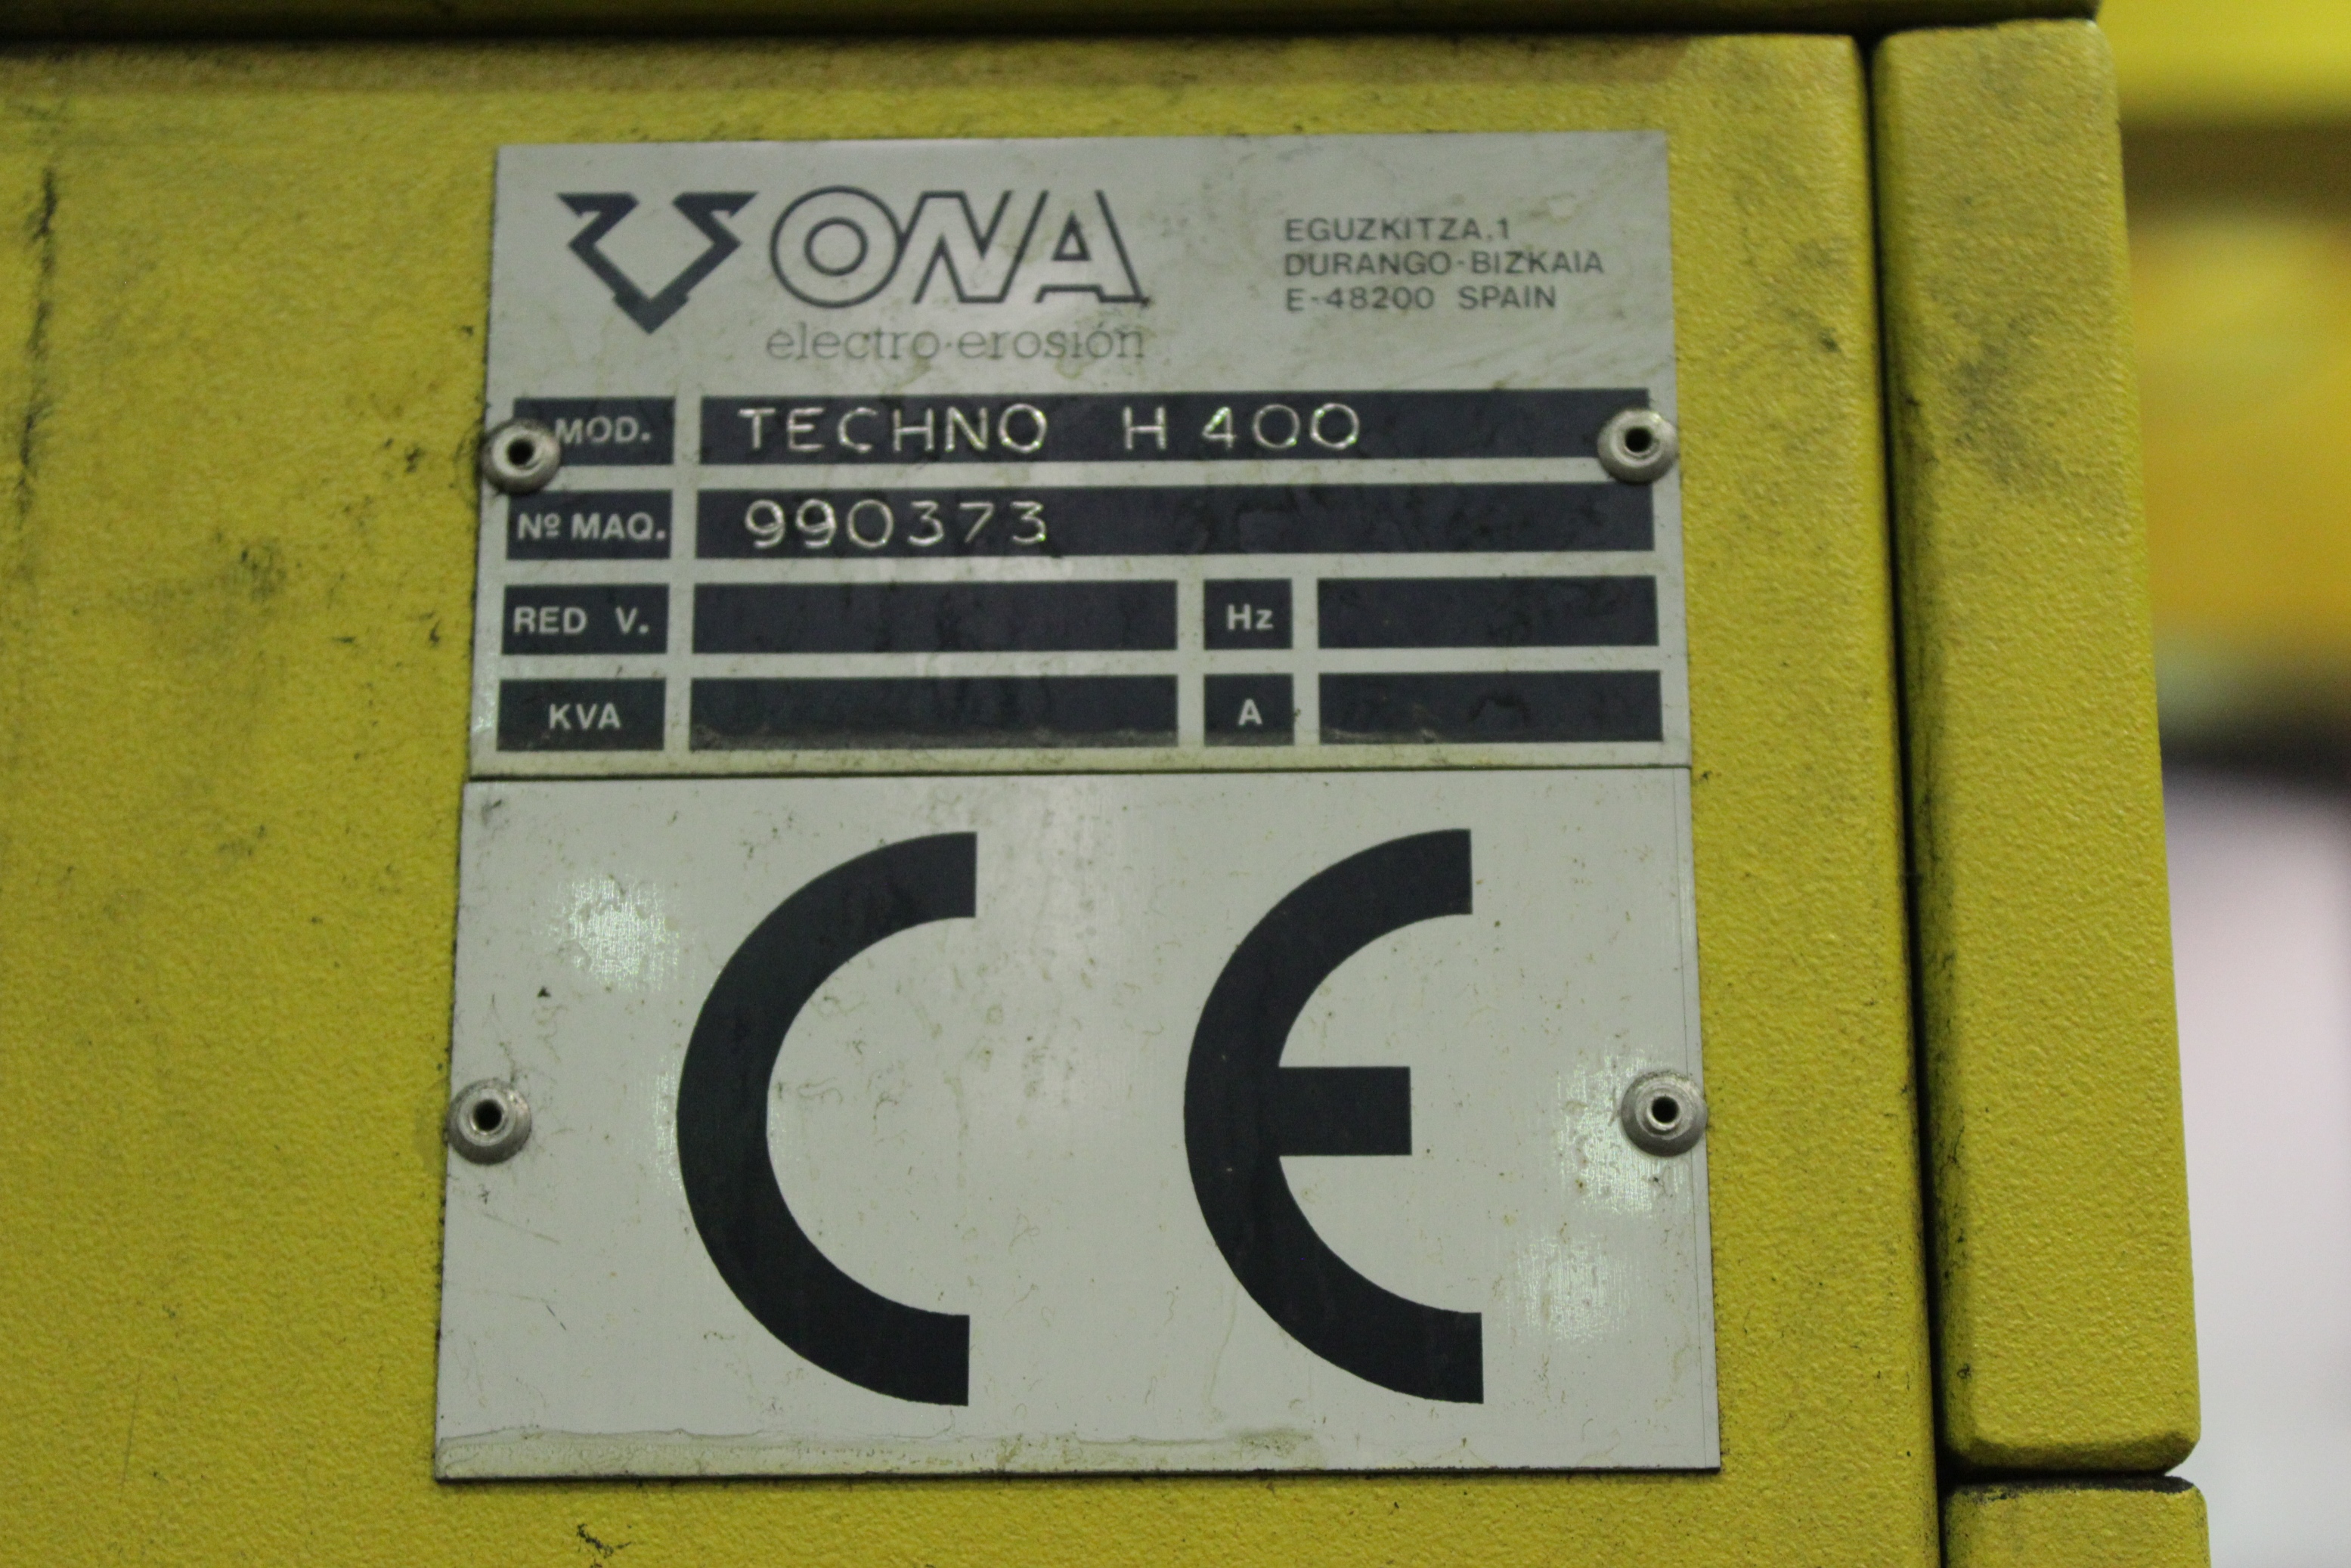 ONA
EGUZKITZA,1
DURANGO-BIZKAIA
E-48200 SPAIN
electro·erosión
MOD. TECHNO H 400
Nº MAQ. 990373
RED V. Hz
KVA A
CE